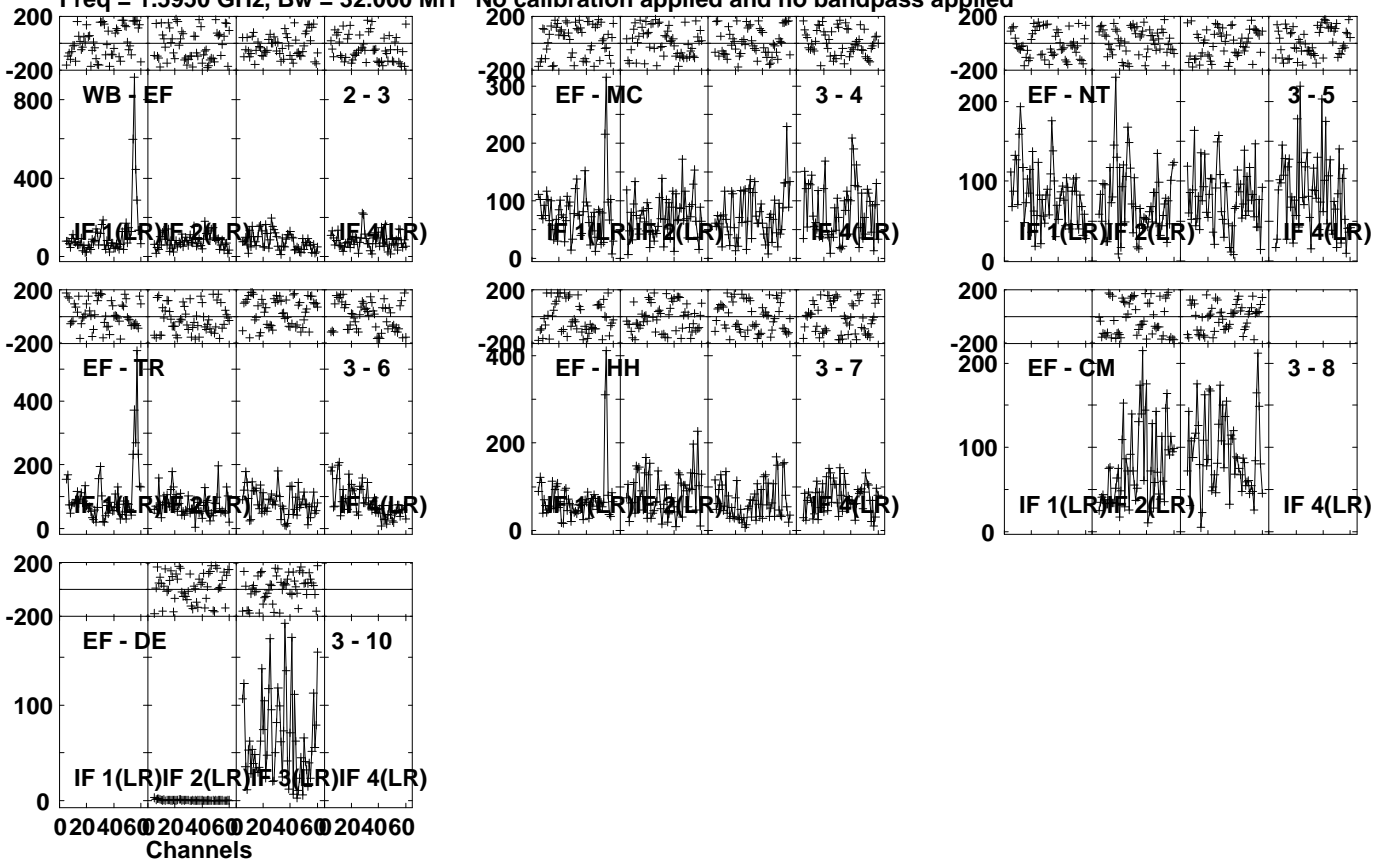 Freq = 1.5950 GHz, Bw = 32.000 MH No calibration applied and no bandpass applied
200
-200
800
400
0
WB - EF
2 - 3
IF 1(LR)
IF 2(LR)
IF 4(LR)
200
-200
300
200
100
0
EF - MC
3 - 4
IF 1(LR)
IF 2(LR)
IF 4(LR)
200
-200
200
100
0
EF - NT
3 - 5
IF 1(LR)
IF 2(LR)
IF 4(LR)
200
-200
400
200
0
EF - TR
3 - 6
IF 1(LR)
IF 2(LR)
IF 4(LR)
200
-200
400
200
0
EF - HH
3 - 7
IF 1(LR)
IF 2(LR)
IF 4(LR)
200
-200
200
100
0
EF - CM
3 - 8
IF 1(LR)
IF 2(LR)
IF 4(LR)
200
-200
100
0
EF - DE
3 - 10
IF 1(LR)
IF 2(LR)
IF 3(LR)
IF 4(LR)
0 20 40 60 0 20 40 60 0 20 40 60 0 20 40 60
Channels